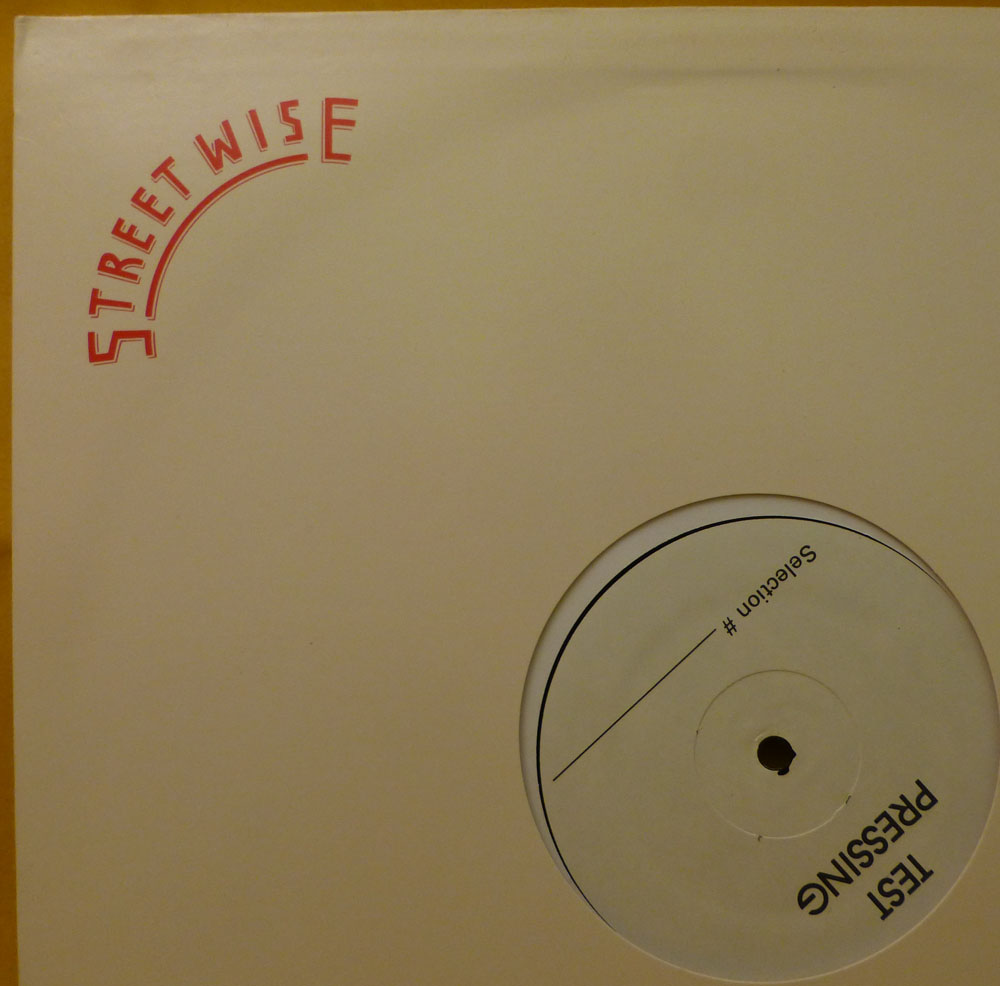 STREETWISE
Selection #
TEST
PRESSING